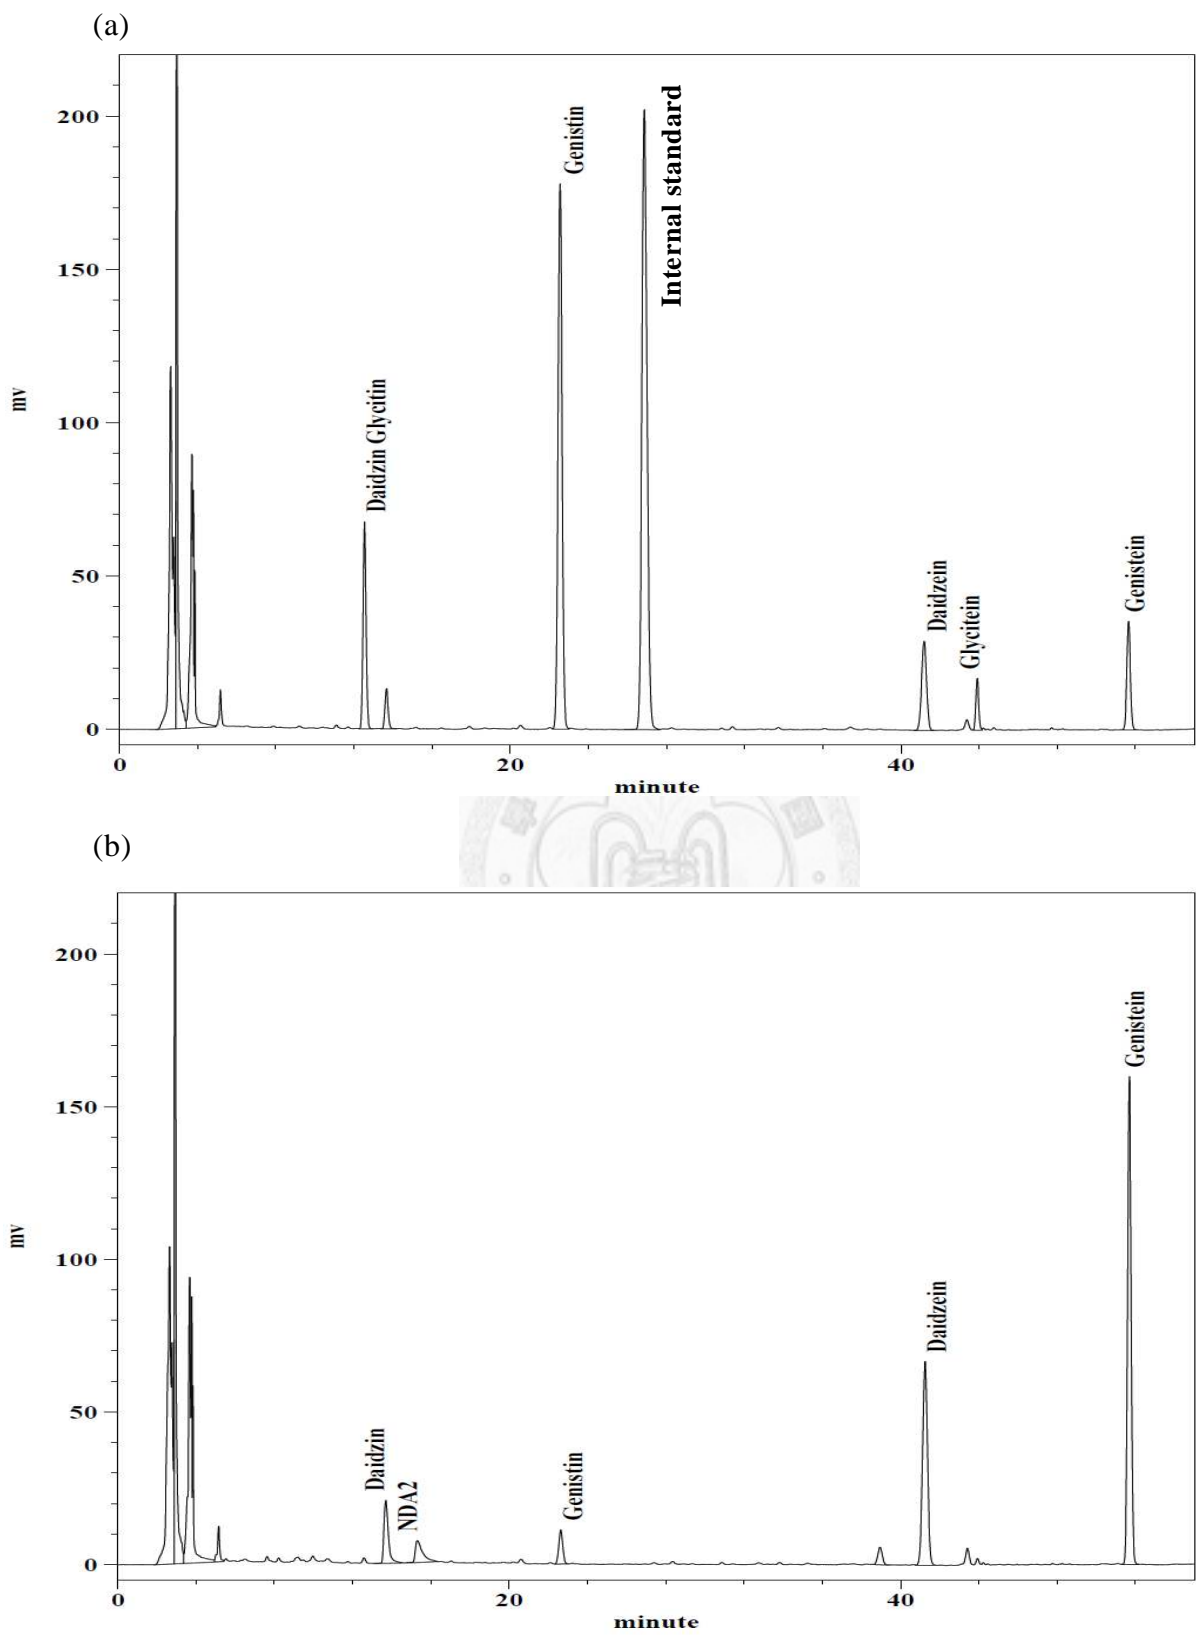 (a)
200
150
100
50
0
mv
Daidzin Glycitin
Genistin
Internal standard
Daidzein
Glycitein
Genistein
0 20 40
minute
(b)
200
150
100
50
0
mv
Daidzin
NDA2
Genistin
Daidzein
Genistein
0 20 40
minute